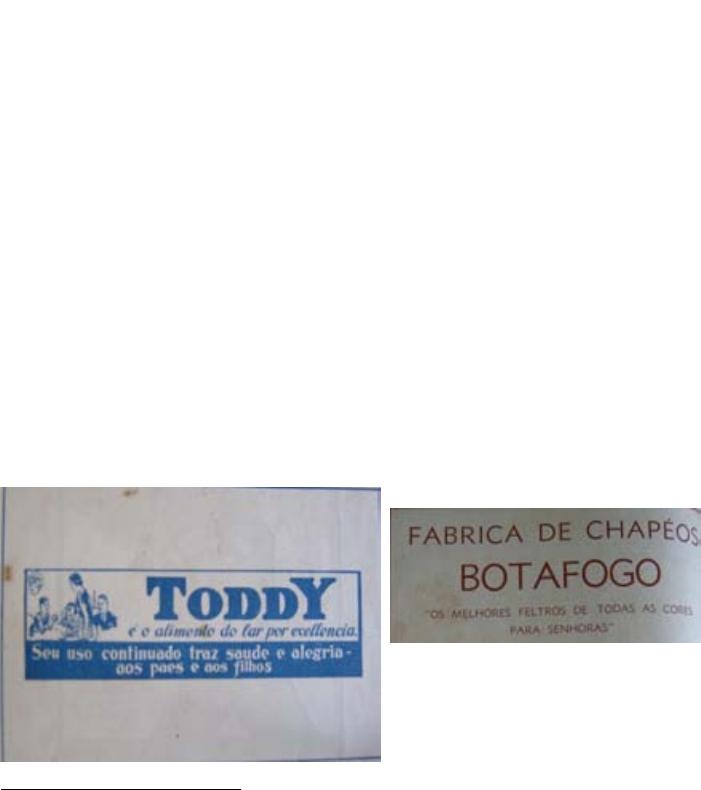 TODDY
é o alimento do lar por excellencia.
Seu uso continuado traz saude e alegria-
aos paes e aos filhos
FABRICA DE CHAPÉOS
BOTAFOGO
"OS MELHORES FELTROS DE TODAS AS CORES
PARA SENHORAS"